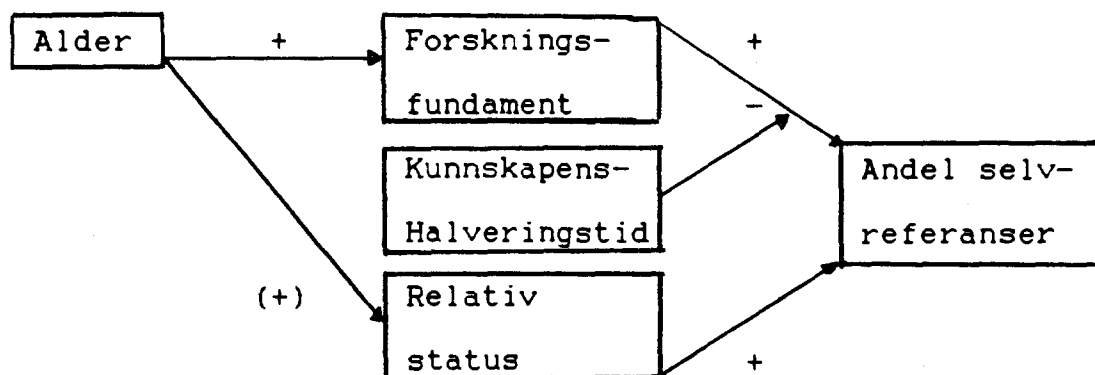 Alder
+
Forsknings-
fundament
+
-
Kunnskapens-
Halveringstid
Andel selv-
referanser
(+)
Relativ
status
+